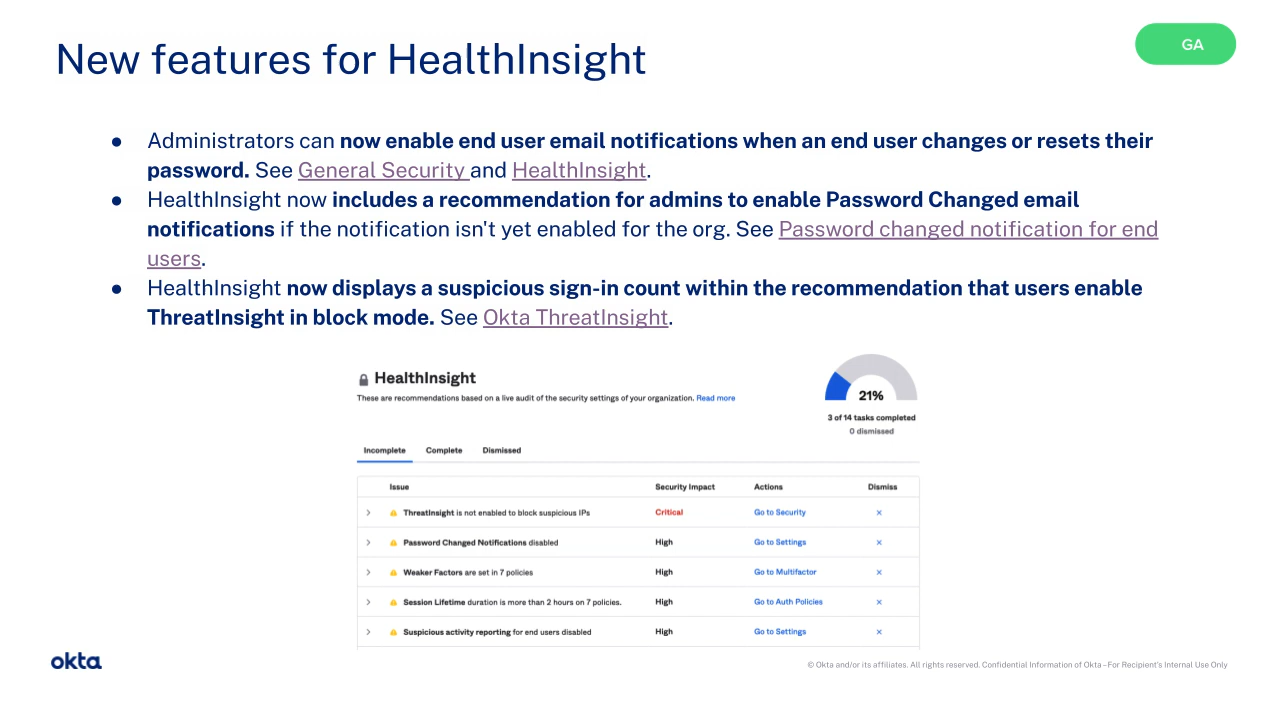 New features for HealthInsight
GA
● Administrators can now enable end user email notifications when an end user changes or resets their
password. See General Security and HealthInsight.
● HealthInsight now includes a recommendation for admins to enable Password Changed email
notifications if the notification isn't yet enabled for the org. See Password changed notification for end
users.
● HealthInsight now displays a suspicious sign-in count within the recommendation that users enable
ThreatInsight in block mode. See Okta ThreatInsight.
HealthInsight
These are recommendations based on a live audit of the security settings of your organization. Read more
21%
3 of 14 tasks completed
0 dismissed
Incomplete Complete Dismissed
Issue Security Impact Actions Dismiss
ThreatInsight is not enabled to block suspicious IPs Critical Go to Security ×
Password Changed Notifications disabled High Go to Settings ×
Weaker Factors are set in 7 policies High Go to Multifactor ×
Session Lifetime duration is more than 2 hours on 7 policies. High Go to Auth Policies ×
Suspicious activity reporting for end users disabled High Go to Settings ×
okta
© Okta and/or its affiliates. All rights reserved. Confidential Information of Okta – For Recipient's Internal Use Only